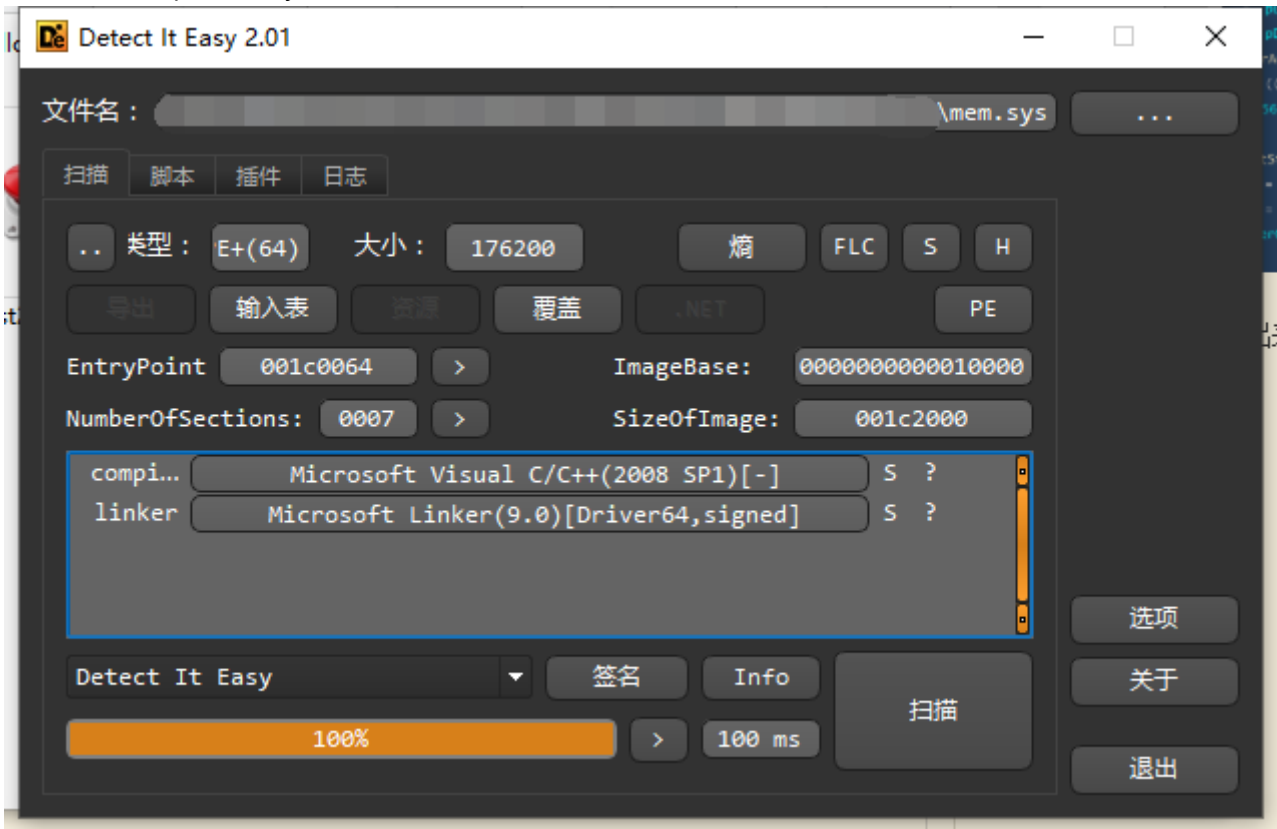 Detect It Easy 2.01
文件名： \mem.sys ...
扫描 脚本 插件 日志
.. 类型： E+(64) 大小： 176200 熵 FLC S H
导出 输入表 资源 覆盖 .NET PE
EntryPoint 001c0064 > ImageBase: 0000000000010000
NumberOfSections: 0007 > SizeOfImage: 001c2000
compi... Microsoft Visual C/C++(2008 SP1)[-] S ?
linker Microsoft Linker(9.0)[Driver64,signed] S ?
选项
Detect It Easy 签名 Info 扫描 关于
100% > 100 ms
退出